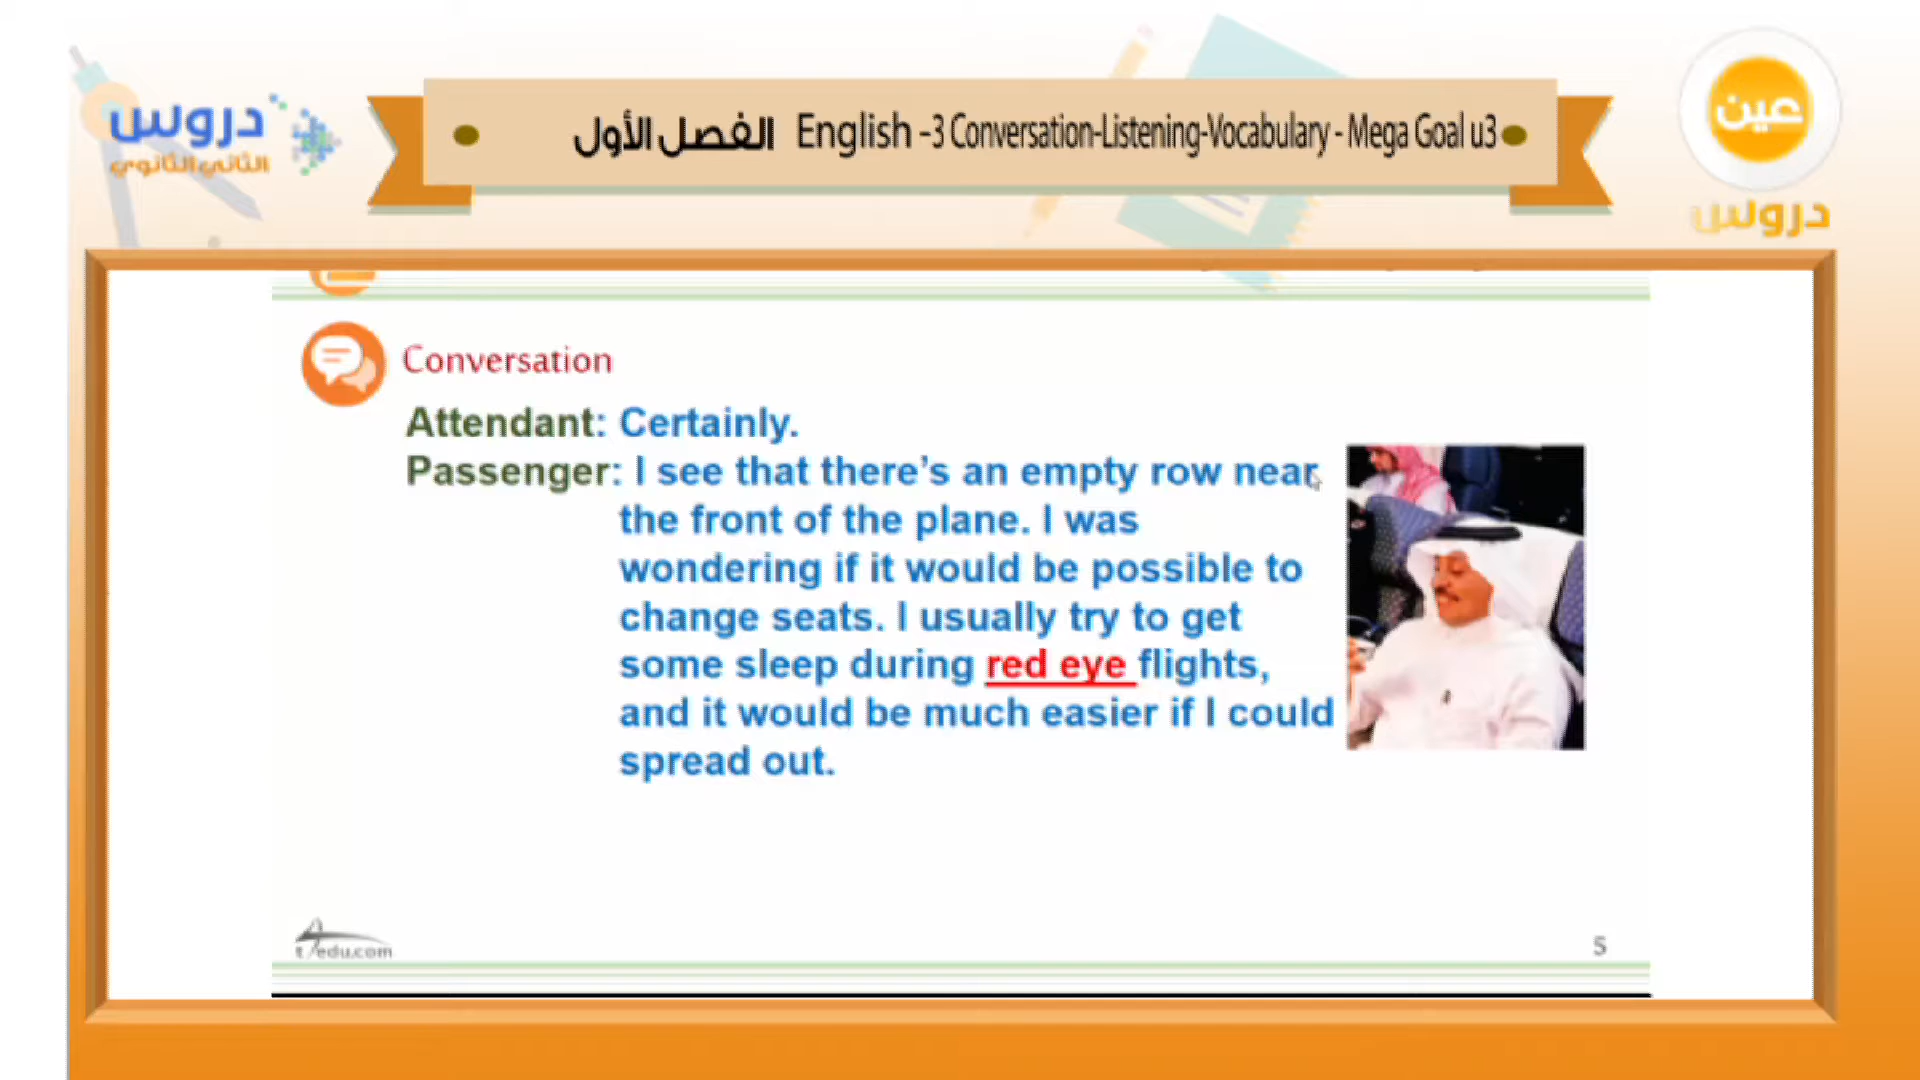 دروس
الثاني الثانوي
الفصل الأول English -3 Conversation-Listening-Vocabulary - Mega Goal u3
عين
دروس
Conversation
Attendant: Certainly.
Passenger: I see that there's an empty row near
the front of the plane. I was
wondering if it would be possible to
change seats. I usually try to get
some sleep during red eye flights,
and it would be much easier if I could
spread out.
t4edu.com
5